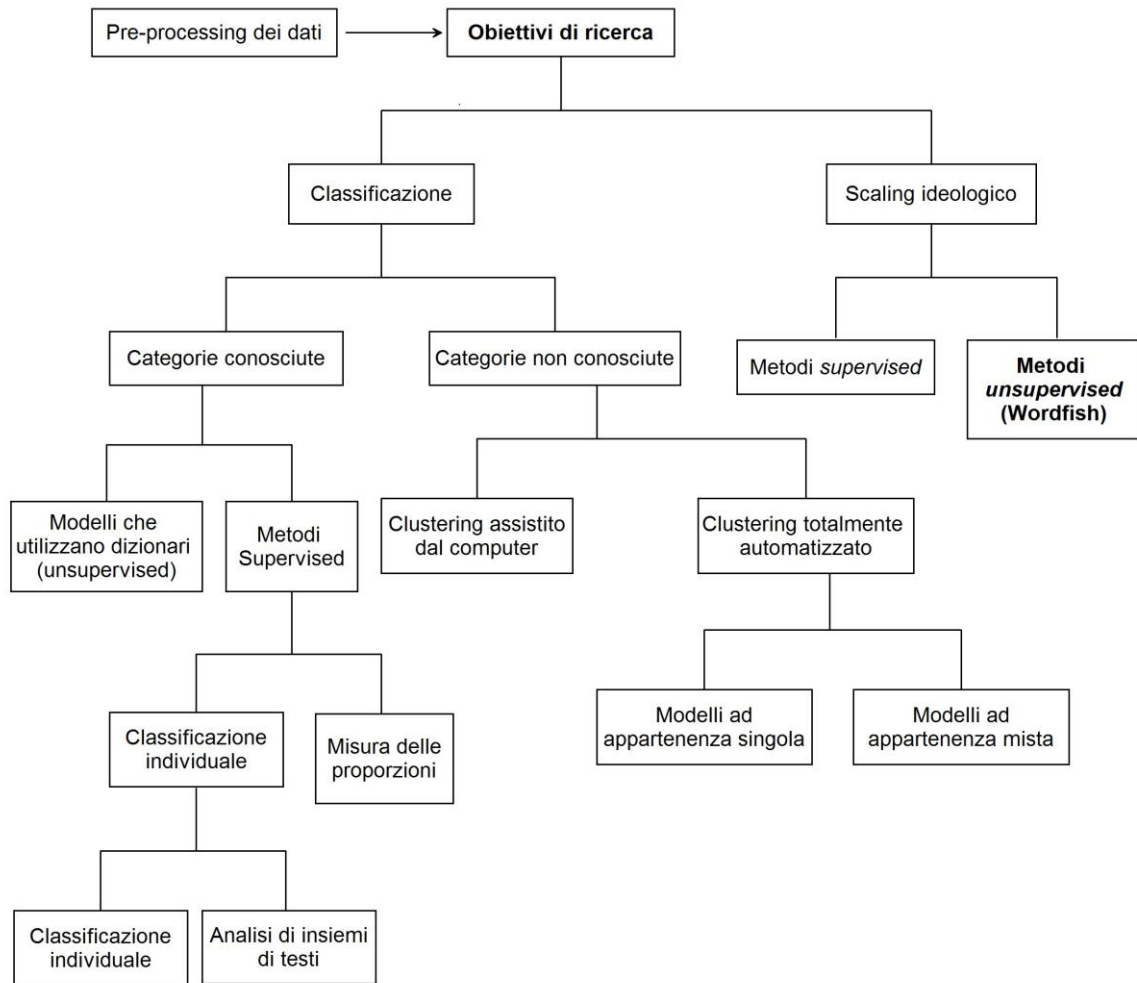 Pre-processing dei dati
Obiettivi di ricerca
Classificazione
Scaling ideologico
Categorie conosciute
Categorie non conosciute
Metodi supervised
Metodi
unsupervised
(Wordfish)
Modelli che
utilizzano dizionari
(unsupervised)
Metodi
Supervised
Clustering assistito
dal computer
Clustering totalmente
automatizzato
Classificazione
individuale
Misura delle
proporzioni
Modelli ad
appartenenza singola
Modelli ad
appartenenza mista
Classificazione
individuale
Analisi di insiemi
di testi